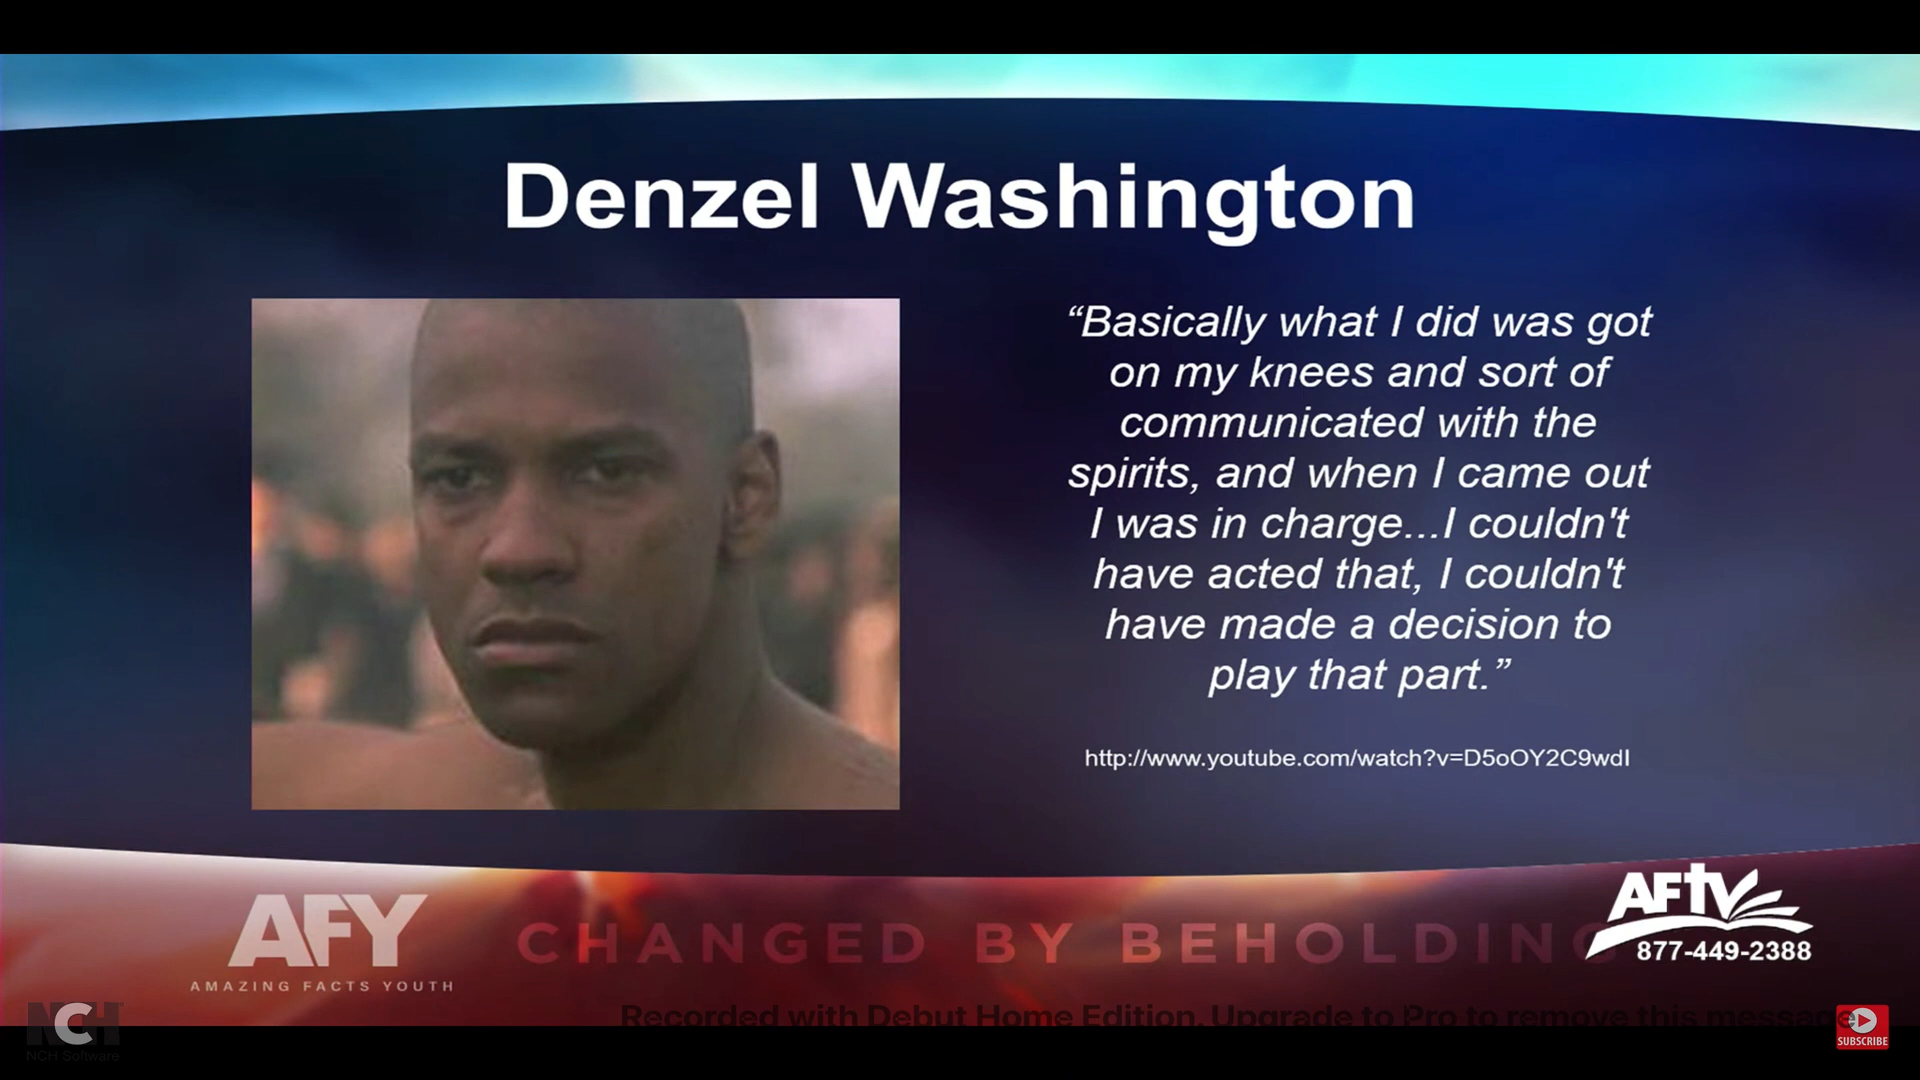 Denzel Washington
“Basically what I did was got
on my knees and sort of
communicated with the
spirits, and when I came out
I was in charge...I couldn't
have acted that, I couldn't
have made a decision to
play that part.”
http://www.youtube.com/watch?v=D5oOY2C9wdI
AFY
AMAZING FACTS YOUTH
CHANGED BY BEHOLDING
AFTV
877-449-2388
NCH
NCH Software
Recorded with Debut Home Edition. Upgrade to Pro to remove this message
SUBSCRIBE